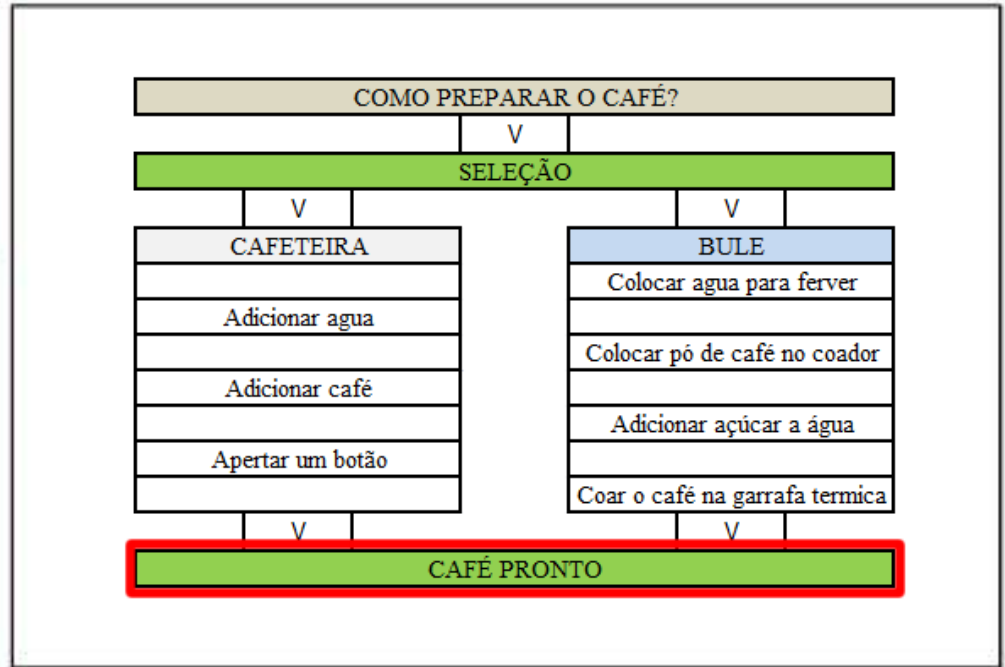 COMO PREPARAR O CAFÉ?
V
SELEÇÃO
V
V
CAFETEIRA
Adicionar agua
Adicionar café
Apertar um botão
BULE
Colocar agua para ferver
Colocar pó de café no coador
Adicionar açúcar a água
Coar o café na garrafa termica
V
V
CAFÉ PRONTO